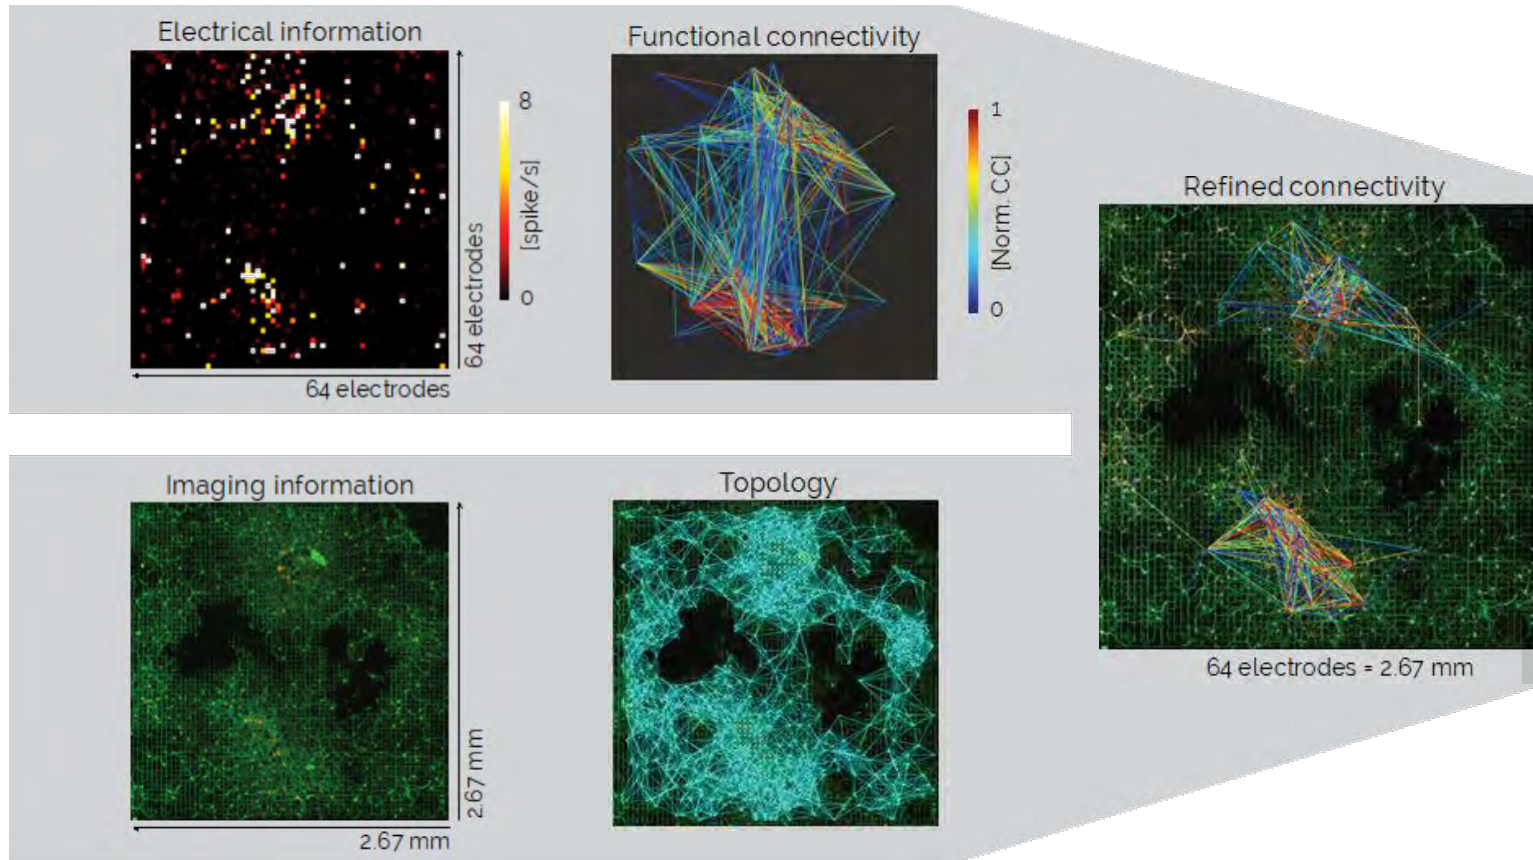 Electrical information
8
[spike/s]
0
64 electrodes
64 electrodes
Functional connectivity
1
[Norm. CC]
0
Refined connectivity
64 electrodes = 2.67 mm
Imaging information
2.67 mm
2.67 mm
Topology